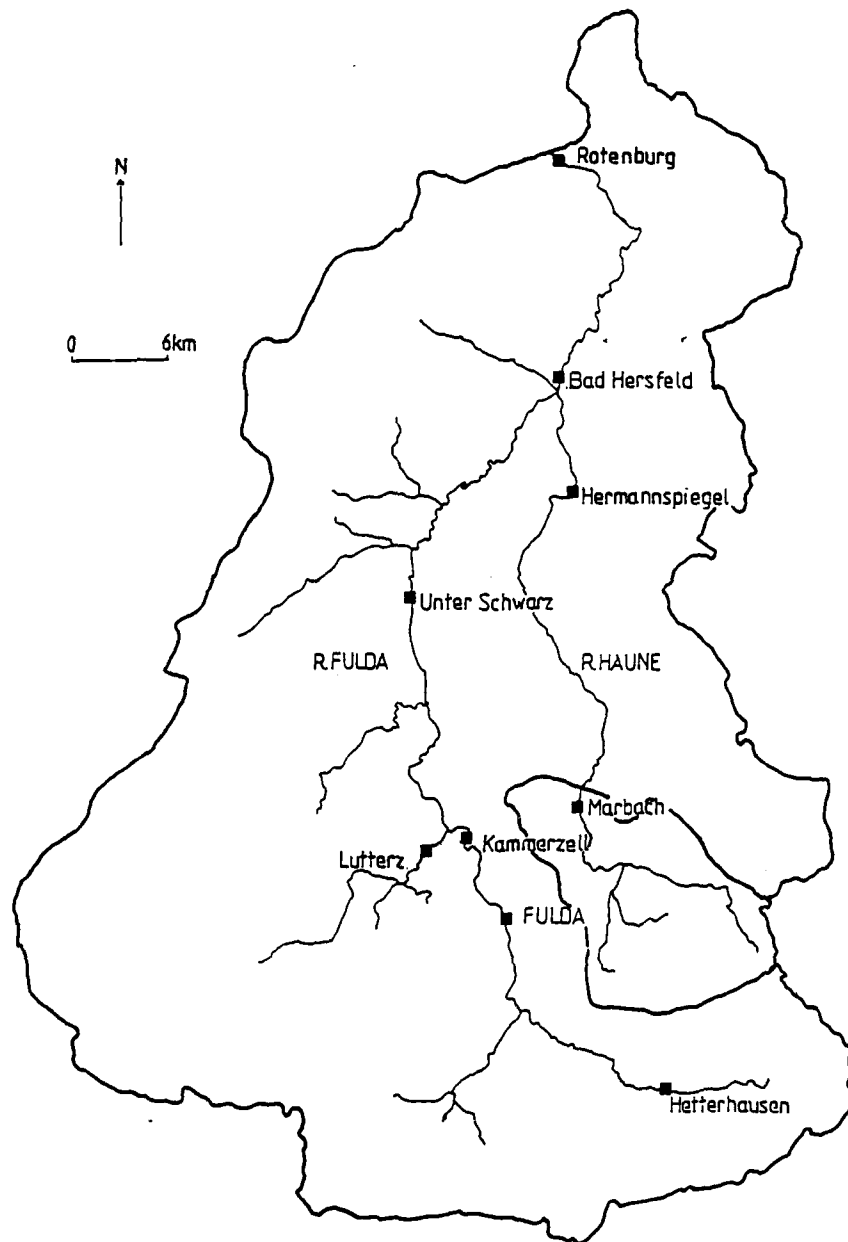 Rotenburg
N
0 6km
Bad Hersfeld
Hermannspiegel
Unter Schwarz
R.FULDA
R.HAUNE
Marbach
Kammerzell
Lutterz.
FULDA
Hetterhausen